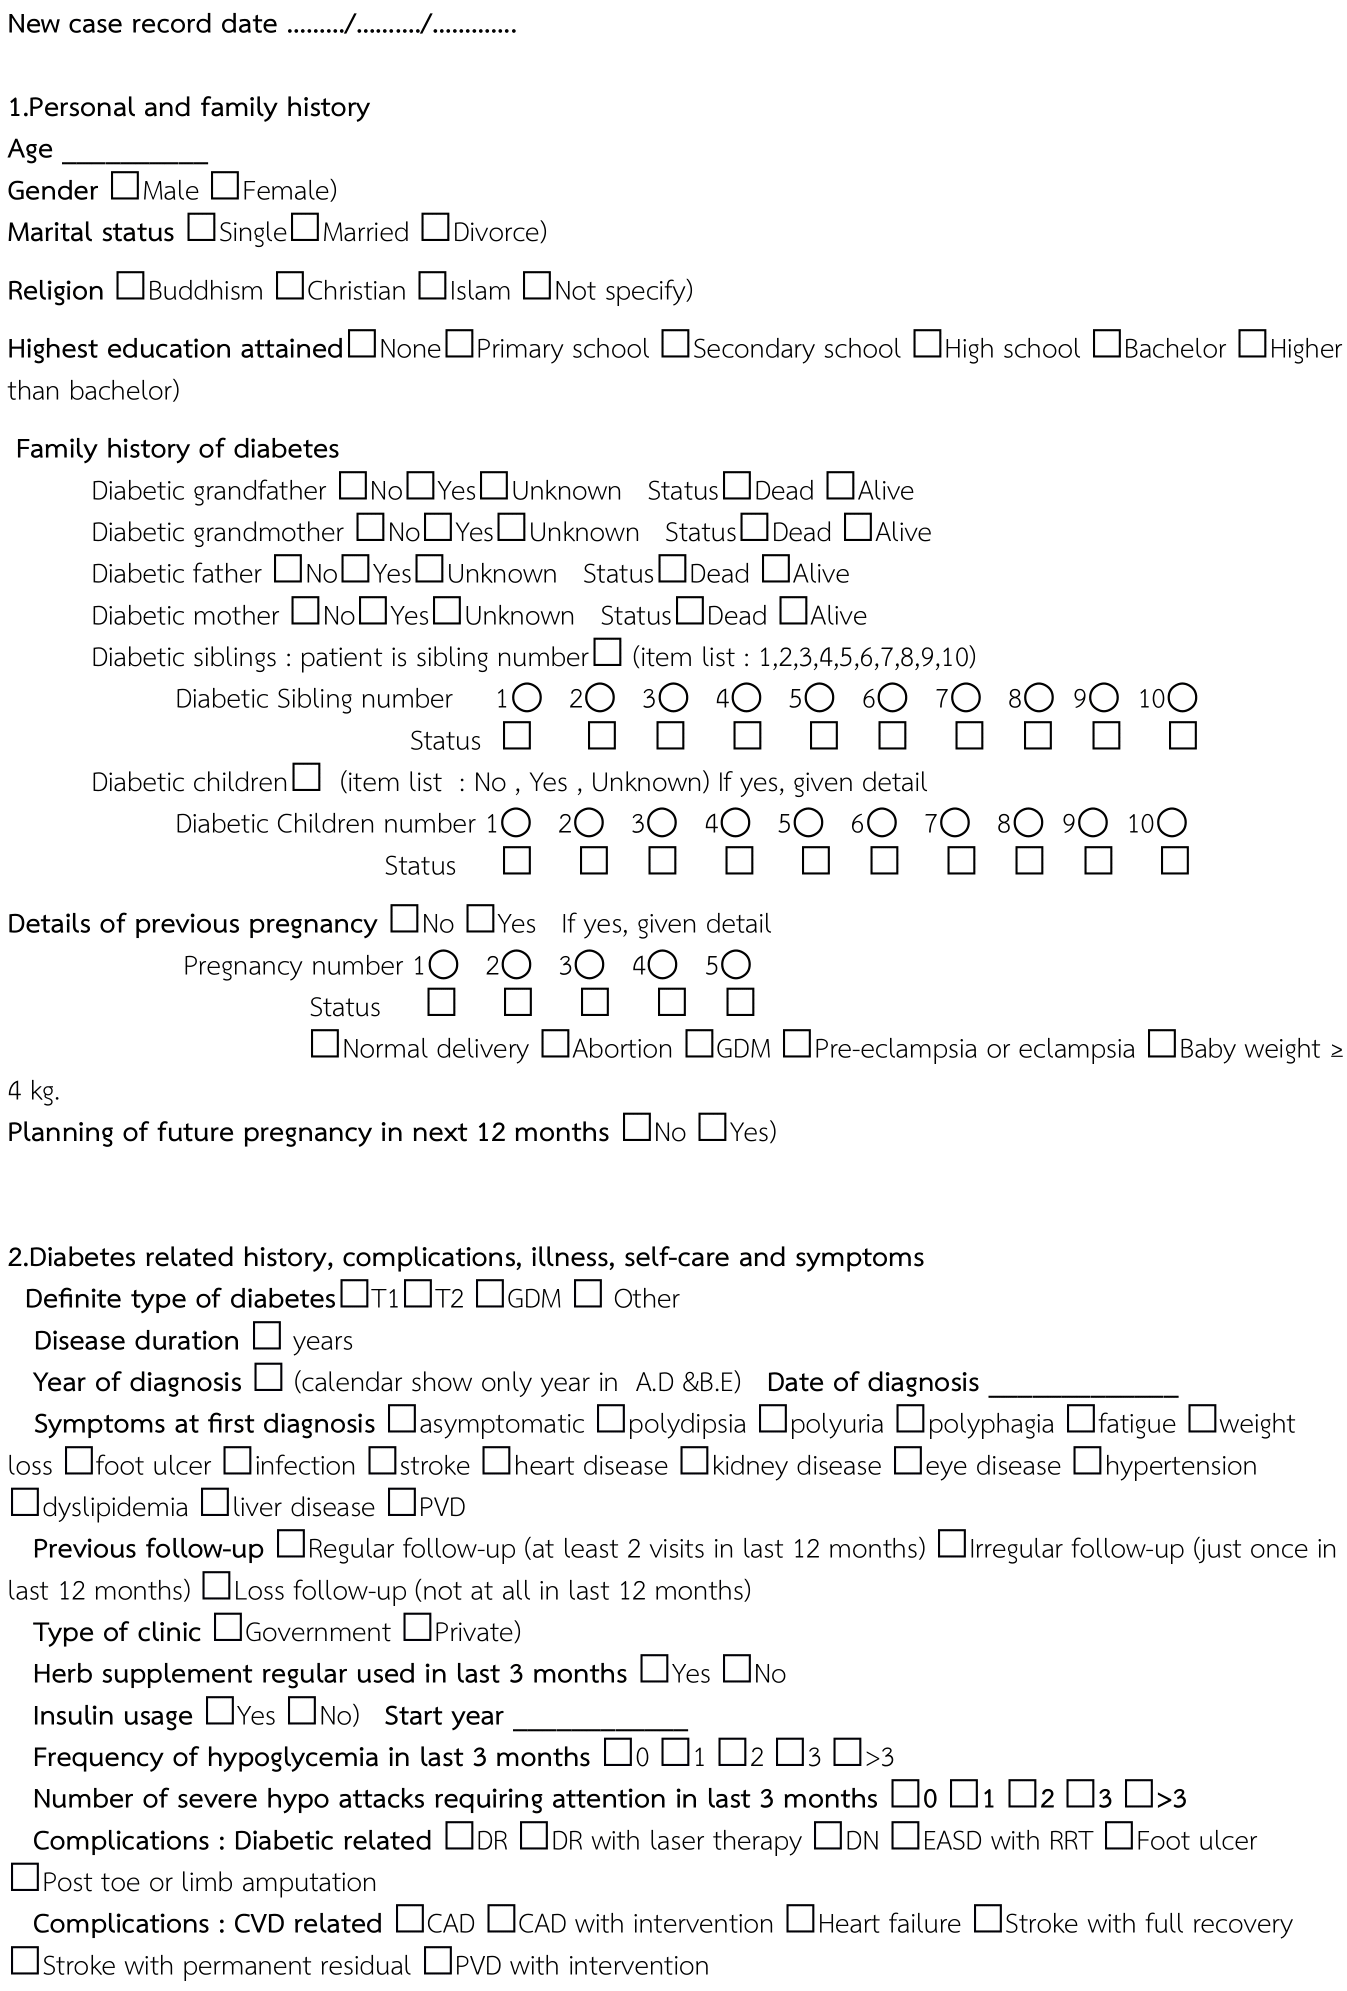 New case record date ........./........../.............
1.Personal and family history
Age __________
Gender ☐Male ☐Female)
Marital status ☐Single☐Married ☐Divorce)
Religion ☐Buddhism ☐Christian ☐Islam ☐Not specify)
Highest education attained☐None☐Primary school ☐Secondary school ☐High school ☐Bachelor ☐Higher
than bachelor)
Family history of diabetes
Diabetic grandfather ☐No☐Yes☐Unknown Status☐Dead ☐Alive
Diabetic grandmother ☐No☐Yes☐Unknown Status☐Dead ☐Alive
Diabetic father ☐No☐Yes☐Unknown Status☐Dead ☐Alive
Diabetic mother ☐No☐Yes☐Unknown Status☐Dead ☐Alive
Diabetic siblings : patient is sibling number☐ (item list : 1,2,3,4,5,6,7,8,9,10)
Diabetic Sibling number 1○ 2○ 3○ 4○ 5○ 6○ 7○ 8○ 9○ 10○
Status ☐ ☐ ☐ ☐ ☐ ☐ ☐ ☐ ☐ ☐
Diabetic children☐ (item list : No , Yes , Unknown) If yes, given detail
Diabetic Children number 1○ 2○ 3○ 4○ 5○ 6○ 7○ 8○ 9○ 10○
Status ☐ ☐ ☐ ☐ ☐ ☐ ☐ ☐ ☐ ☐
Details of previous pregnancy ☐No ☐Yes If yes, given detail
Pregnancy number 1○ 2○ 3○ 4○ 5○
Status ☐ ☐ ☐ ☐ ☐
☐Normal delivery ☐Abortion ☐GDM ☐Pre-eclampsia or eclampsia ☐Baby weight ≥
4 kg.
Planning of future pregnancy in next 12 months ☐No ☐Yes)
2.Diabetes related history, complications, illness, self-care and symptoms
Definite type of diabetes☐T1☐T2 ☐GDM ☐ Other
Disease duration ☐ years
Year of diagnosis ☐ (calendar show only year in A.D &B.E) Date of diagnosis _____________
Symptoms at first diagnosis ☐asymptomatic ☐polydipsia ☐polyuria ☐polyphagia ☐fatigue ☐weight
loss ☐foot ulcer ☐infection ☐stroke ☐heart disease ☐kidney disease ☐eye disease ☐hypertension
☐dyslipidemia ☐liver disease ☐PVD
Previous follow-up ☐Regular follow-up (at least 2 visits in last 12 months) ☐Irregular follow-up (just once in
last 12 months) ☐Loss follow-up (not at all in last 12 months)
Type of clinic ☐Government ☐Private)
Herb supplement regular used in last 3 months ☐Yes ☐No
Insulin usage ☐Yes ☐No) Start year ____________
Frequency of hypoglycemia in last 3 months ☐0 ☐1 ☐2 ☐3 ☐>3
Number of severe hypo attacks requiring attention in last 3 months ☐0 ☐1 ☐2 ☐3 ☐>3
Complications : Diabetic related ☐DR ☐DR with laser therapy ☐DN ☐EASD with RRT ☐Foot ulcer
☐Post toe or limb amputation
Complications : CVD related ☐CAD ☐CAD with intervention ☐Heart failure ☐Stroke with full recovery
☐Stroke with permanent residual ☐PVD with intervention